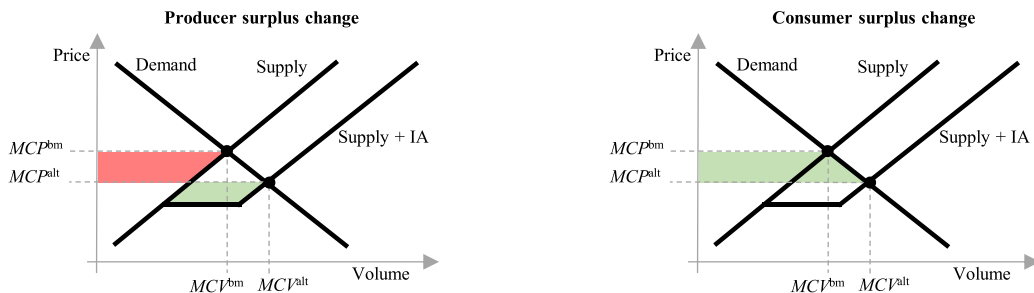 Producer surplus change
Price
Demand
Supply
Supply + IA
MCP^bm
MCP^alt
MCV^bm
MCV^alt
Volume
Consumer surplus change
Price
Demand
Supply
Supply + IA
MCP^bm
MCP^alt
MCV^bm
MCV^alt
Volume